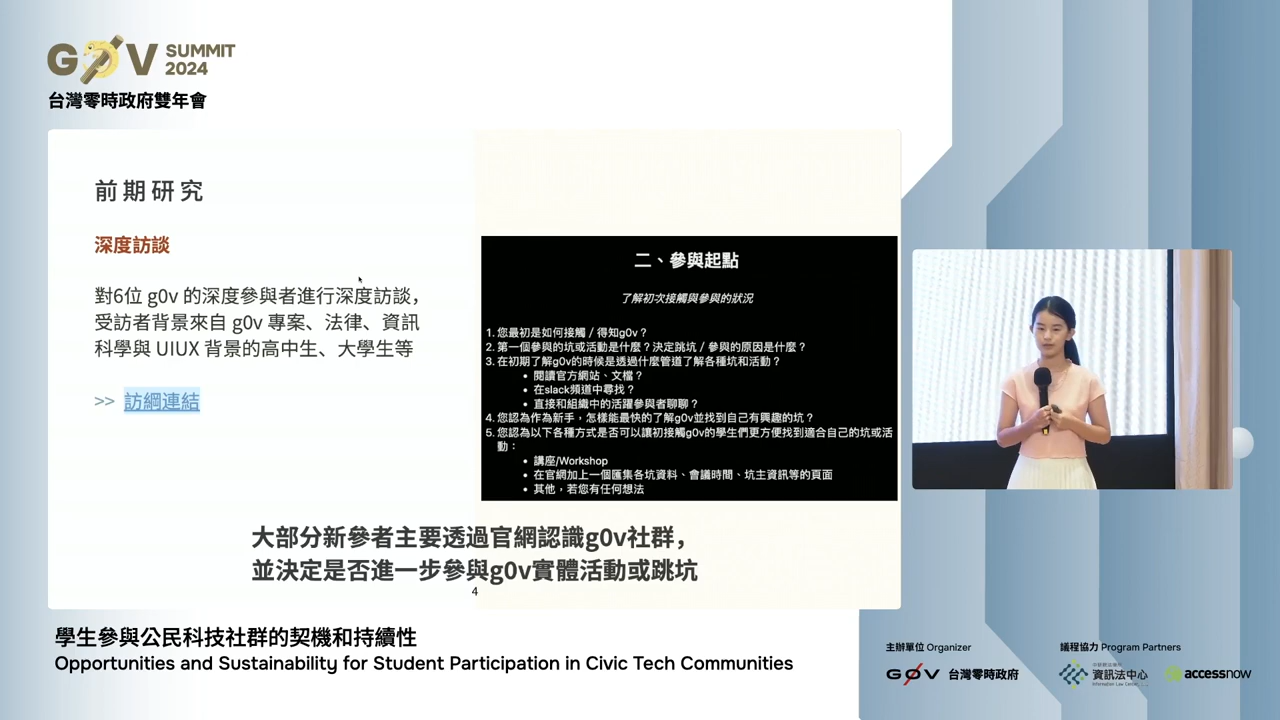 G0V SUMMIT 2024
台灣零時政府雙年會
前期研究
深度訪談
對6位 g0v 的深度參與者進行深度訪談，
受訪者背景來自 g0v 專案、法律、資訊
科學與 UIUX 背景的高中生、大學生等
>> 訪綱連結
二、參與起點
了解初次接觸與參與的狀況
1. 您最初是如何接觸 / 得知g0v？
2. 第一個參與的坑或活動是什麼？決定跳坑 / 參與的原因是什麼？
3. 在初期了解g0v的時候是透過什麼管道了解各種坑和活動？
• 閱讀官方網站、文檔？
• 在slack頻道中尋找？
• 直接和組織中的活躍參與者聊聊？
4. 您認為作為新手，怎樣能最快的了解g0v並找到自己有興趣的坑？
5. 您認為以下各種方式是否可以讓初接觸g0v的學生們更方便找到適合自己的坑或活
動：
• 講座/Workshop
• 在官網加上一個匯集各坑資料、會議時間、坑主資訊等的頁面
• 其他，若您有任何想法
大部分新參者主要透過官網認識g0v社群，
並決定是否進一步參與g0v實體活動或跳坑
4
學生參與公民科技社群的契機和持續性
Opportunities and Sustainability for Student Participation in Civic Tech Communities
主辦單位 Organizer
G0V 台灣零時政府
議程協力 Program Partners
資訊法中心
Information Law Center
accessnow